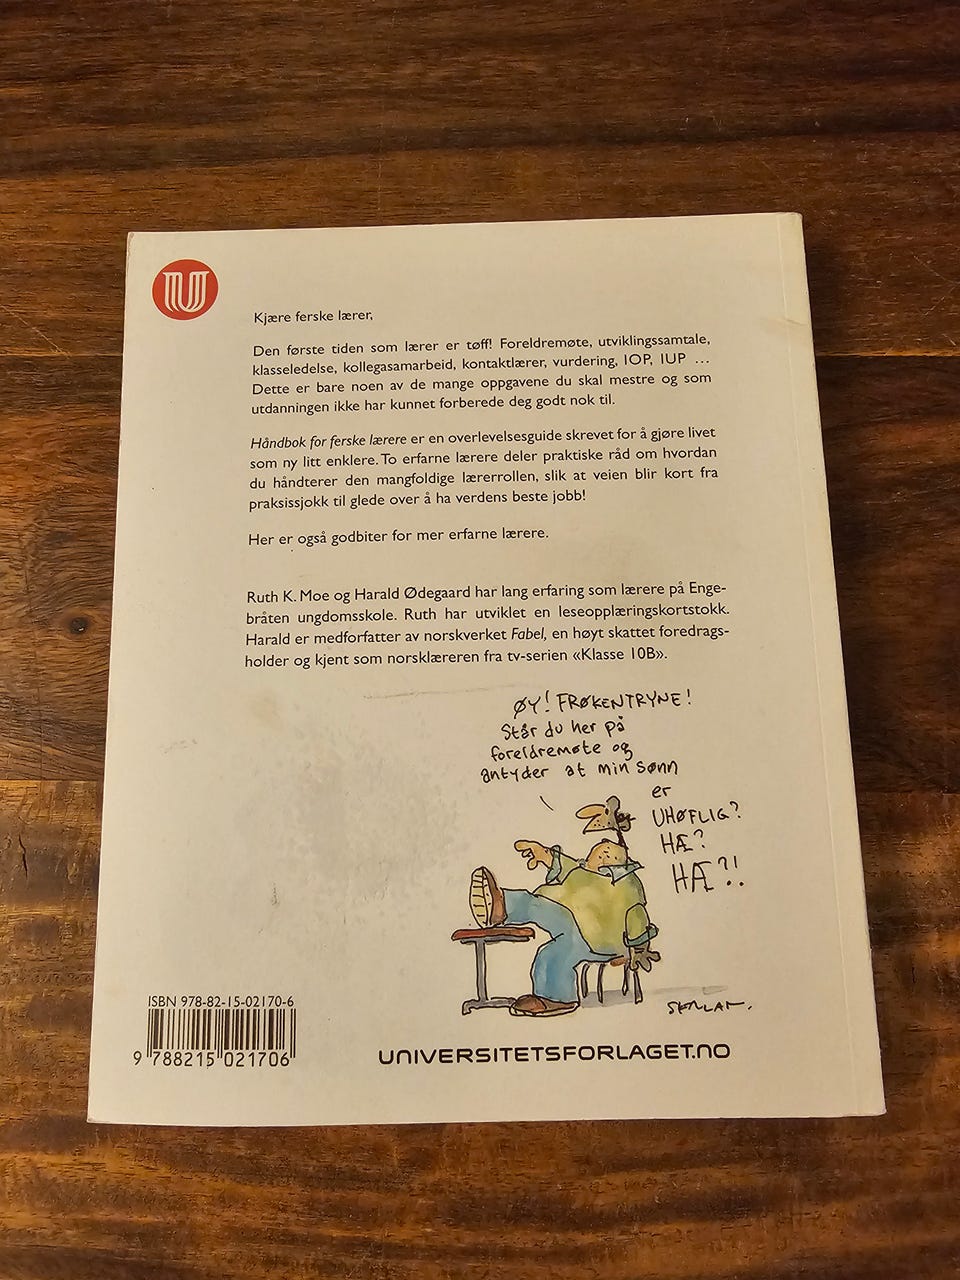 U
Kjære ferske lærer,
Den første tiden som lærer er tøff! Foreldremøte, utviklingssamtale,
klasseledelse, kollegasamarbeid, kontaktlærer, vurdering, IOP, IUP ...
Dette er bare noen av de mange oppgavene du skal mestre og som
utdanningen ikke har kunnet forberede deg godt nok til.
Håndbok for ferske lærere er en overlevelsesguide skrevet for å gjøre livet
som ny litt enklere. To erfarne lærere deler praktiske råd om hvordan
du håndterer den mangfoldige lærerrollen, slik at veien blir kort fra
praksissjokk til glede over å ha verdens beste jobb!
Her er også godbiter for mer erfarne lærere.
Ruth K. Moe og Harald Ødegaard har lang erfaring som lærere på Enge-
bråten ungdomsskole. Ruth har utviklet en leseopplæringskortstokk.
Harald er medforfatter av norskverket Fabel, en høyt skattet foredrags-
holder og kjent som norsklæreren fra tv-serien «Klasse 10B».
ØY! FRØKENTRYNE!
Står du her på
foreldremøte og
antyder at min sønn
er
UHØFLIG?
HÆ?
HÆ?!
ISBN 978-82-15-02170-6
9 788215 021706
UNIVERSITETSFORLAGET.NO